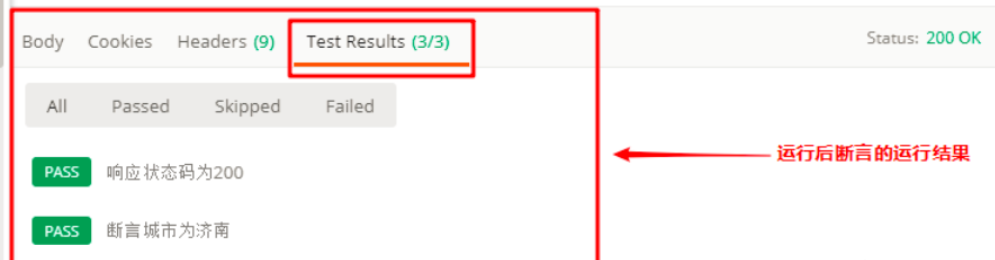 Body Cookies Headers (9) Test Results (3/3) Status: 200 OK
All Passed Skipped Failed
PASS 响应状态码为200
运行后断言的运行结果
PASS 断言城市为济南